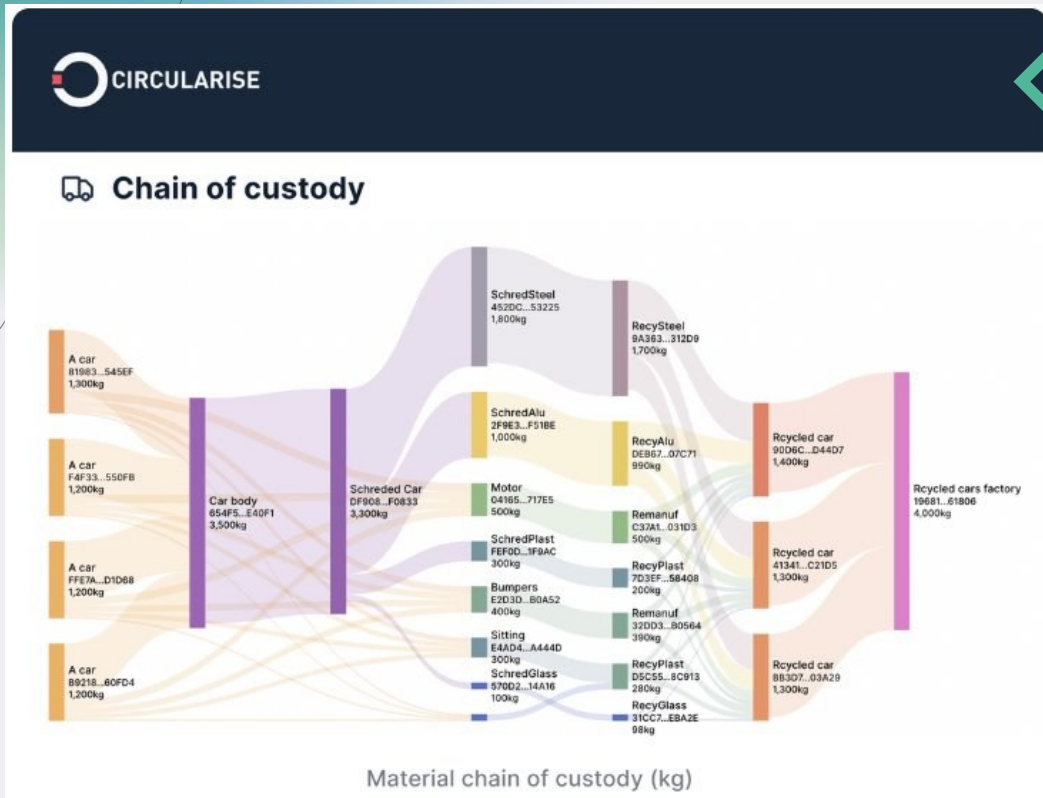 CIRCULARISE
Chain of custody
A car
81983...545EF
1,300kg
A car
F4F33...550FB
1,200kg
A car
FFE7A...D1D68
1,200kg
A car
B9218...60FD4
1,200kg
Car body
654F5...E40F1
3,500kg
Schreded Car
DF908...F0833
3,300kg
SchredSteel
452DC...53225
1,800kg
SchredAlu
2F9E3...F51BE
1,000kg
Motor
04165...717E5
500kg
SchredPlast
FEF0D...1F9AC
300kg
Bumpers
E2D3D...B0A52
400kg
Sitting
E4AD4...A444D
300kg
SchredGlass
570D2...14A16
100kg
RecySteel
9A363...312D9
1,700kg
RecyAlu
DEB67...07C71
990kg
Remanuf
C37A1...031D3
500kg
RecyPlast
7D3EF...58408
200kg
Remanuf
32DD3...B0564
390kg
RecyPlast
D5C55...8C913
280kg
RecyGlass
31CC7...EBA2E
98kg
Rcycled car
90D6C...D44D7
1,400kg
Rcycled car
41341...C21D5
1,300kg
Rcycled car
BB3D7...03A29
1,300kg
Rcycled cars factory
19681...61806
4,000kg
Material chain of custody (kg)